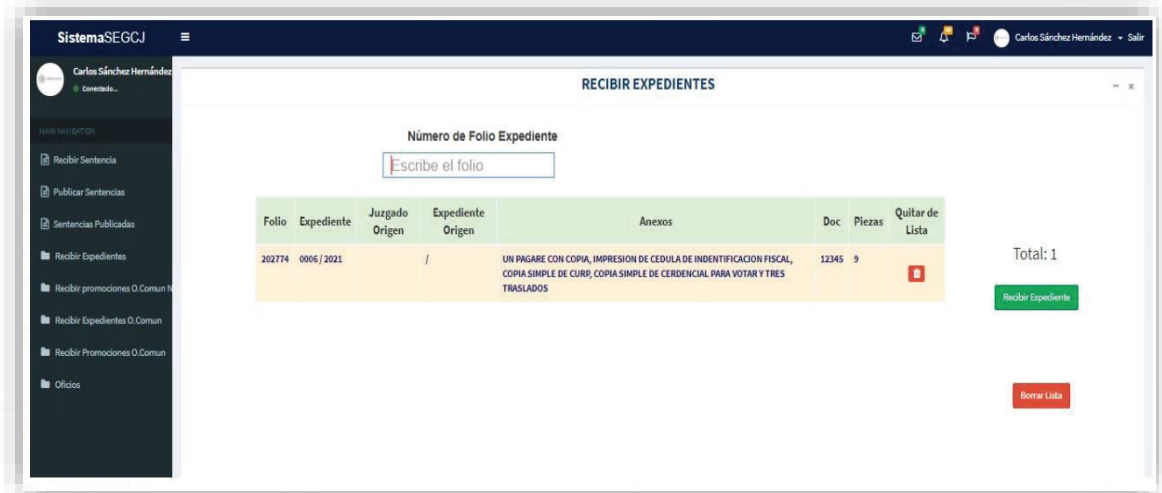 SistemaSEGCJ
Carlos Sánchez Hernández
Salir
Carlos Sánchez Hernández
Conectado...
MAIN NAVIGATION
Recibir Sentencia
Publicar Sentencias
Sentencias Publicadas
Recibir Expedientes
Recibir promociones O.Comun N
Recibir Expedientes O.Comun
Recibir Promociones O.Comun
Oficios
RECIBIR EXPEDIENTES
Número de Folio Expediente
Escribe el folio
Folio Expediente Juzgado Origen Expediente Origen Anexos Doc Piezas Quitar de Lista
202774 0006 / 2021 / UN PAGARE CON COPIA, IMPRESION DE CEDULA DE INDENTIFICACION FISCAL, 12345 9
COPIA SIMPLE DE CURP, COPIA SIMPLE DE CERDENCIAL PARA VOTAR Y TRES
TRASLADOS
Total: 1
Recibir Expediente
Borrar Lista